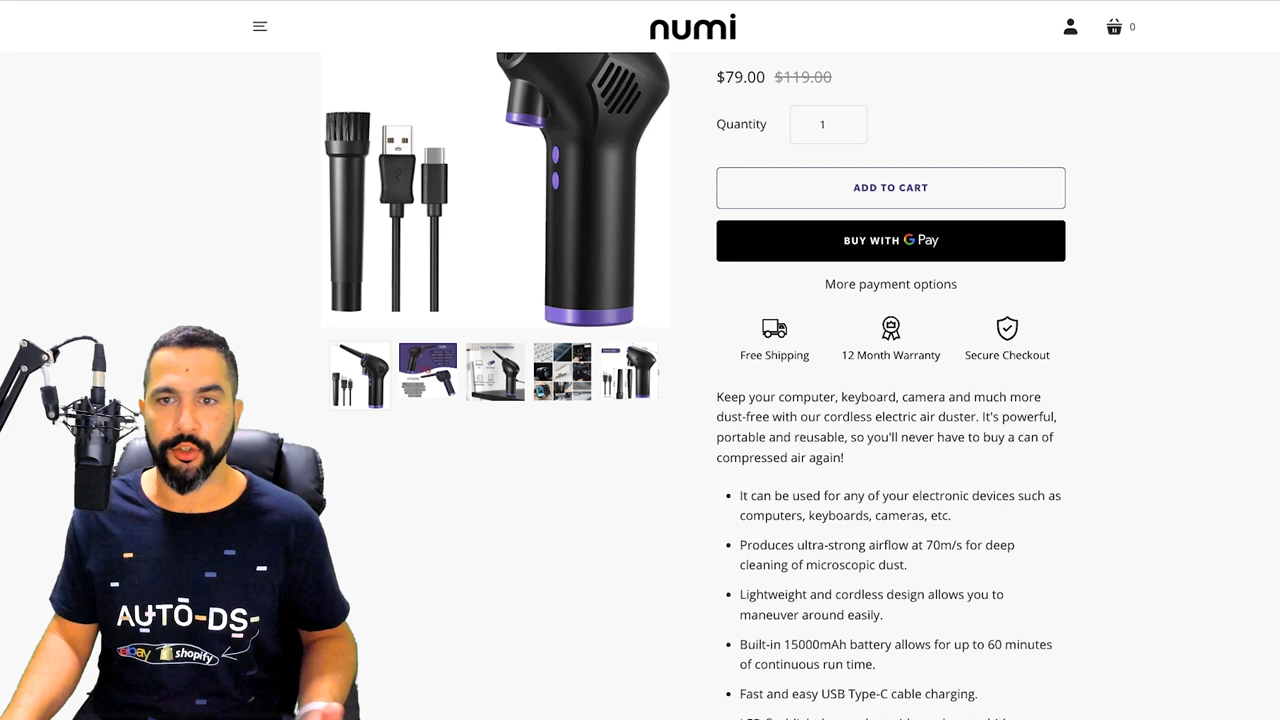 numi
0
$79.00 $119.00
Quantity
1
ADD TO CART
BUY WITH G Pay
More payment options
Free Shipping
12 Month Warranty
Secure Checkout
Keep your computer, keyboard, camera and much more
dust-free with our cordless electric air duster. It's powerful,
portable and reusable, so you'll never have to buy a can of
compressed air again!
It can be used for any of your electronic devices such as
computers, keyboards, cameras, etc.
Produces ultra-strong airflow at 70m/s for deep
cleaning of microscopic dust.
Lightweight and cordless design allows you to
maneuver around easily.
Built-in 15000mAh battery allows for up to 60 minutes
of continuous run time.
Fast and easy USB Type-C cable charging.
AUTO-DS-
ebay shopify